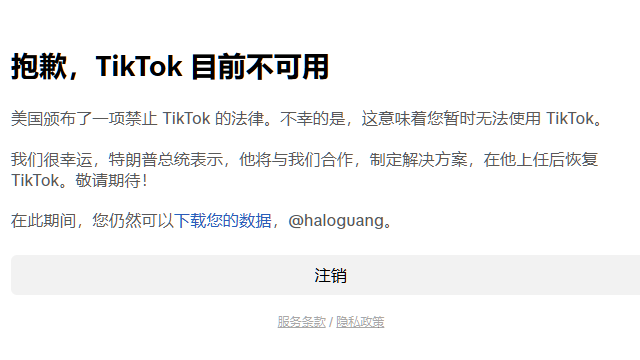 抱歉，TikTok 目前不可用
美国颁布了一项禁止 TikTok 的法律。不幸的是，这意味着您暂时无法使用 TikTok。
我们很幸运，特朗普总统表示，他将与我们合作，制定解决方案，在他上任后恢复
TikTok。敬请期待！
在此期间，您仍然可以下载您的数据，@haloguang。
注销
服务条款 / 隐私政策